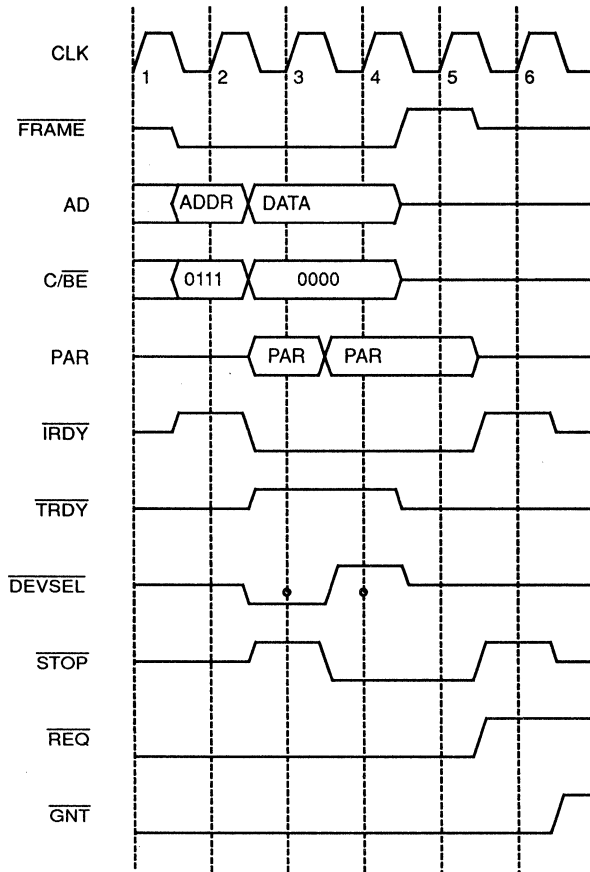 CLK
1 2 3 4 5 6
FRAME
AD ADDR DATA
C/BE 0111 0000
PAR PAR PAR
IRDY
TRDY
DEVSEL
STOP
REQ
GNT